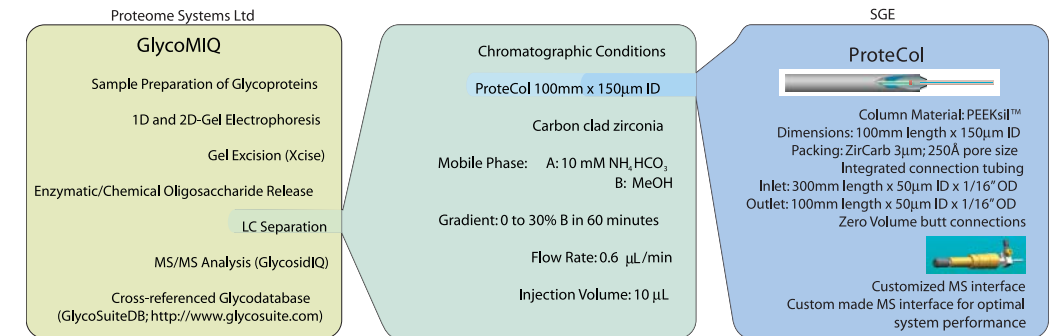 Proteome Systems Ltd
GlycoMIQ
Sample Preparation of Glycoproteins
1D and 2D-Gel Electrophoresis
Gel Excision (Xcise)
Enzymatic/Chemical Oligosaccharide Release
LC Separation
MS/MS Analysis (GlycosidIQ)
Cross-referenced Glycodatabase
(GlycoSuiteDB; http://www.glycosuite.com)
Chromatographic Conditions
ProteCol 100mm x 150µm ID
Carbon clad zirconia
Mobile Phase: A: 10 mM NH₄HCO₃
B: MeOH
Gradient: 0 to 30% B in 60 minutes
Flow Rate: 0.6 µL/min
Injection Volume: 10 µL
SGE
ProteCol
Column Material: PEEKsil™
Dimensions: 100mm length x 150µm ID
Packing: ZirCarb 3µm; 250Å pore size
Integrated connection tubing
Inlet: 300mm length x 50µm ID x 1/16” OD
Outlet: 100mm length x 50µm ID x 1/16” OD
Zero Volume butt connections
Customized MS interface
Custom made MS interface for optimal
system performance